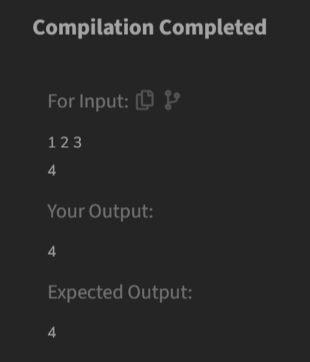 Compilation Completed
For Input:
1 2 3
4
Your Output:
4
Expected Output:
4